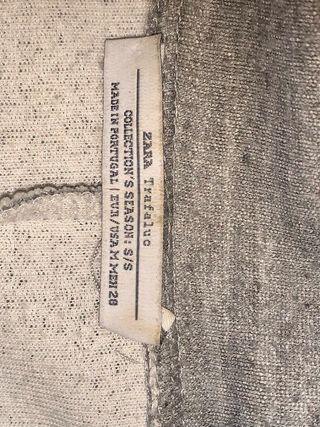 ZARA Trafaluc
COLLECTION'S SEASON: S/S
MADE IN PORTUGAL / EUR/USA M MEX 28